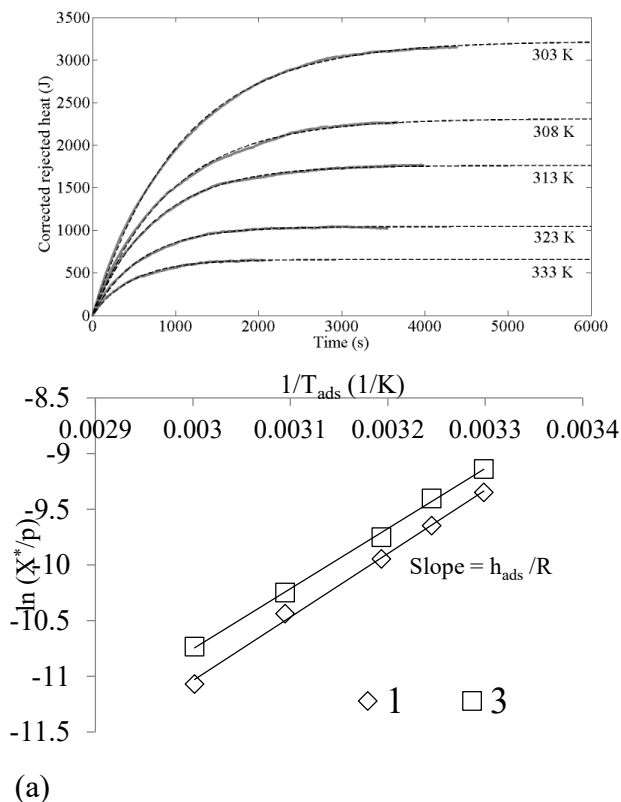 3500
3000
2500
2000
1500
1000
500
0
Corrected rejected heat (J)
303 K
308 K
313 K
323 K
333 K
0 1000 2000 3000 4000 5000 6000
Time (s)
1/T_ads (1/K)
-8.5
0.0029 0.003 0.0031 0.0032 0.0033 0.0034
-9
-9.5
-10.0
-10.5
-11
-11.5
ln (X*/p)
Slope = h_ads /R
1 3
(a)